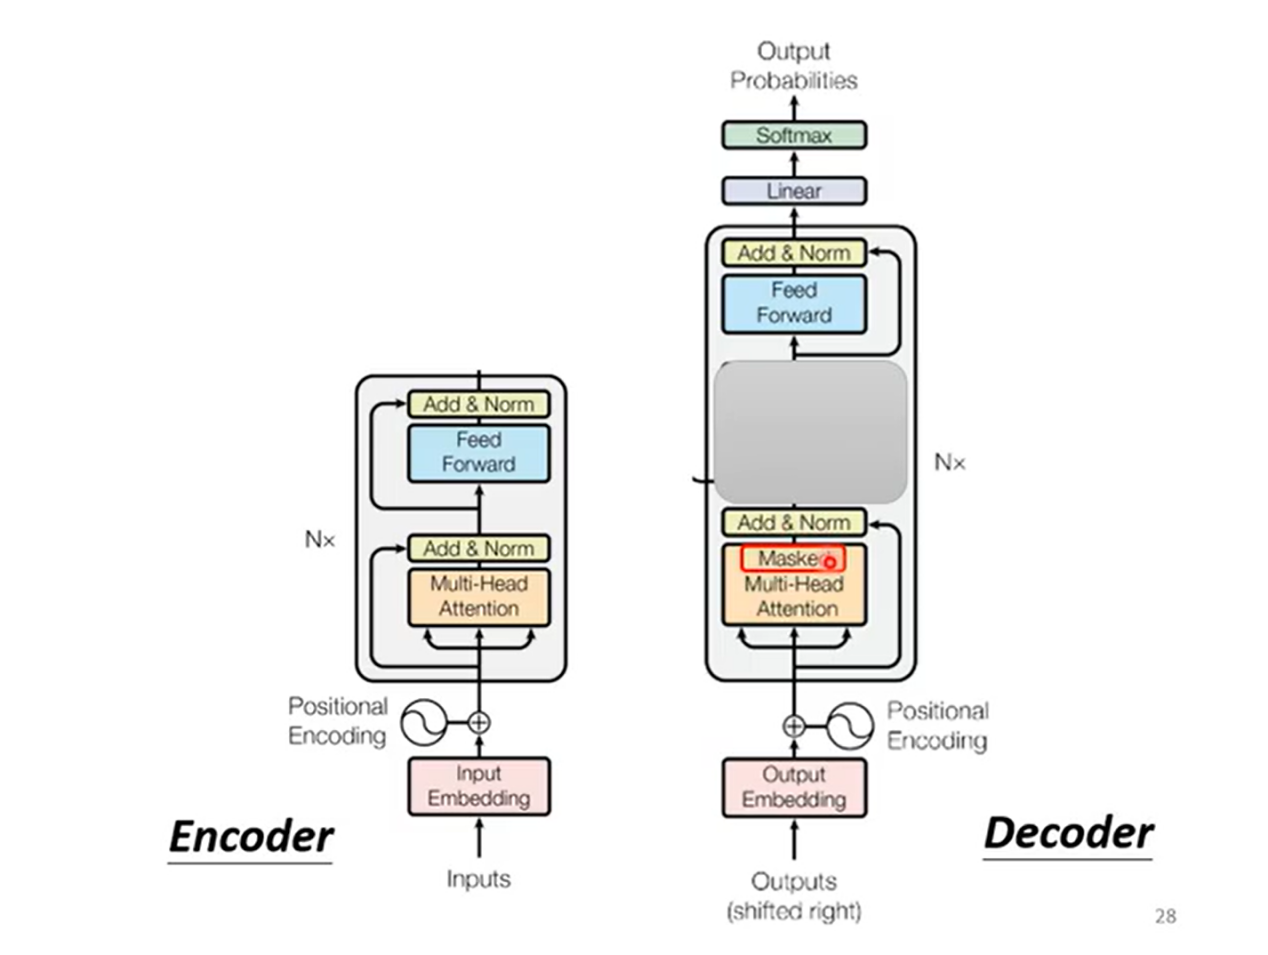 Output
Probabilities
Softmax
Linear
Add & Norm
Feed
Forward
Nx
Add & Norm
Masked
Multi-Head
Attention
Positional
Encoding
Output
Embedding
Outputs
(shifted right)
Decoder
Add & Norm
Feed
Forward
Nx
Add & Norm
Multi-Head
Attention
Positional
Encoding
Input
Embedding
Inputs
Encoder
28